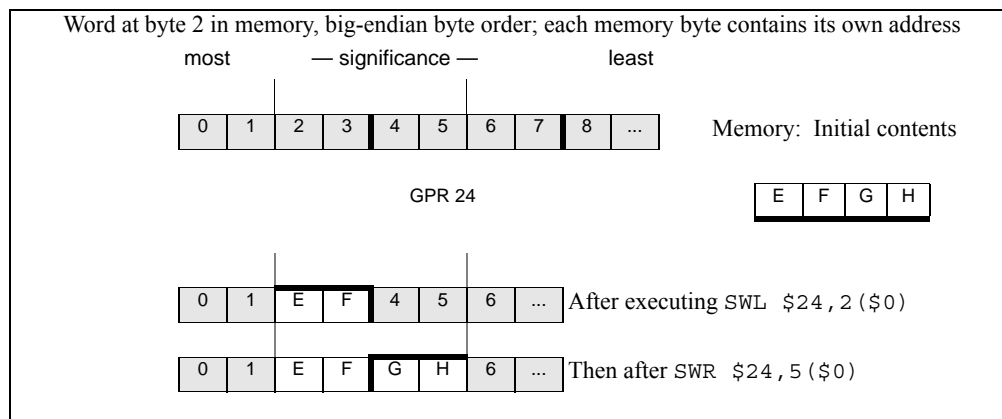 Word at byte 2 in memory, big-endian byte order; each memory byte contains its own address
most — significance — least
0 1 2 3 4 5 6 7 8 ... Memory: Initial contents
GPR 24 E F G H
0 1 E F 4 5 6 ... After executing SWL $24,2($0)
0 1 E F G H 6 ... Then after SWR $24,5($0)